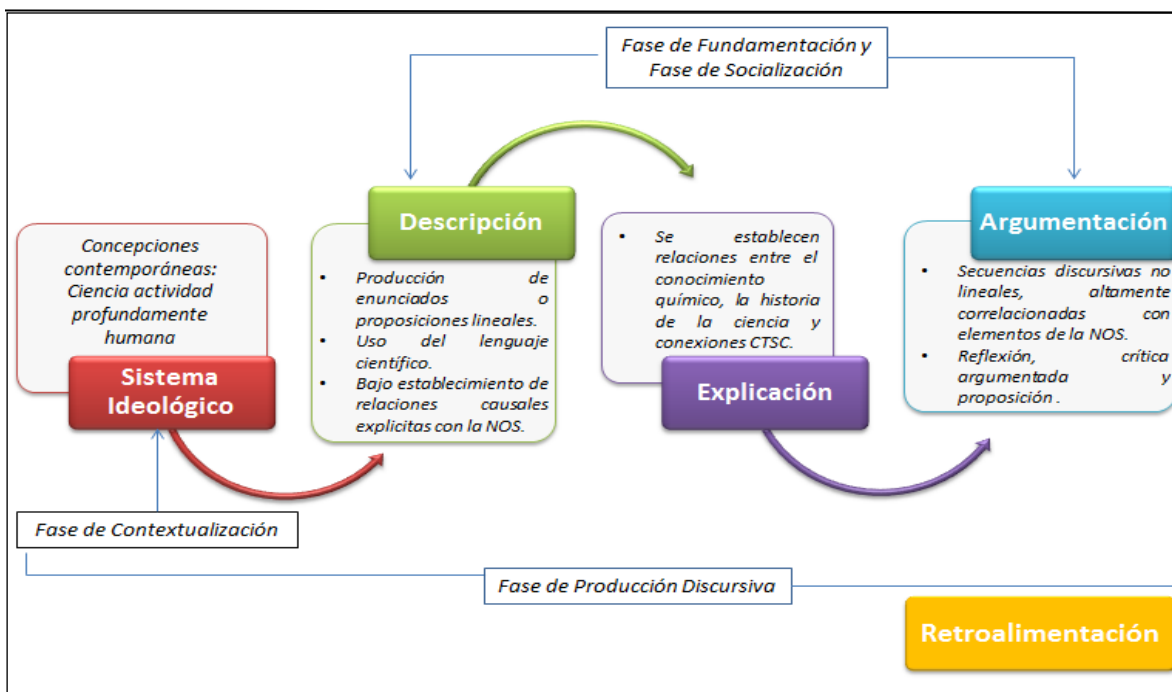 Fase de Fundamentación y
Fase de Socialización
Concepciones
contemporáneas:
Ciencia actividad
profundamente
humana
Sistema
Ideológico
Descripción
• Producción de
enunciados o
proposiciones lineales.
• Uso del lenguaje
científico.
• Bajo establecimiento de
relaciones causales
explicitas con la NOS.
• Se establecen
relaciones entre el
conocimiento
químico, la historia
de la ciencia y
conexiones CTSC.
Explicación
Argumentación
• Secuencias discursivas no
lineales, altamente
correlacionadas con
elementos de la NOS.
• Reflexión, crítica
argumentada y
proposición .
Fase de Contextualización
Fase de Producción Discursiva
Retroalimentación